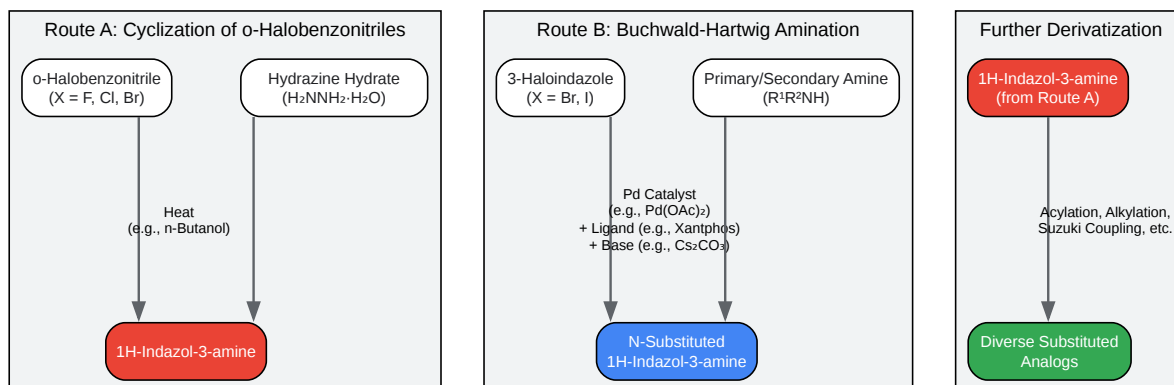 Route A: Cyclization of o-Halobenzonitriles
o-Halobenzonitrile
(X = F, Cl, Br)
Hydrazine Hydrate
(H₂NNH₂·H₂O)
Heat
(e.g., n-Butanol)
1H-Indazol-3-amine
Route B: Buchwald-Hartwig Amination
3-Haloindazole
(X = Br, I)
Primary/Secondary Amine
(R¹R²NH)
Pd Catalyst
(e.g., Pd(OAc)₂)
+ Ligand (e.g., Xantphos)
+ Base (e.g., Cs₂CO₃)
N-Substituted
1H-Indazol-3-amine
Further Derivatization
1H-Indazol-3-amine
(from Route A)
Acylation, Alkylation,
Suzuki Coupling, etc.
Diverse Substituted
Analogs